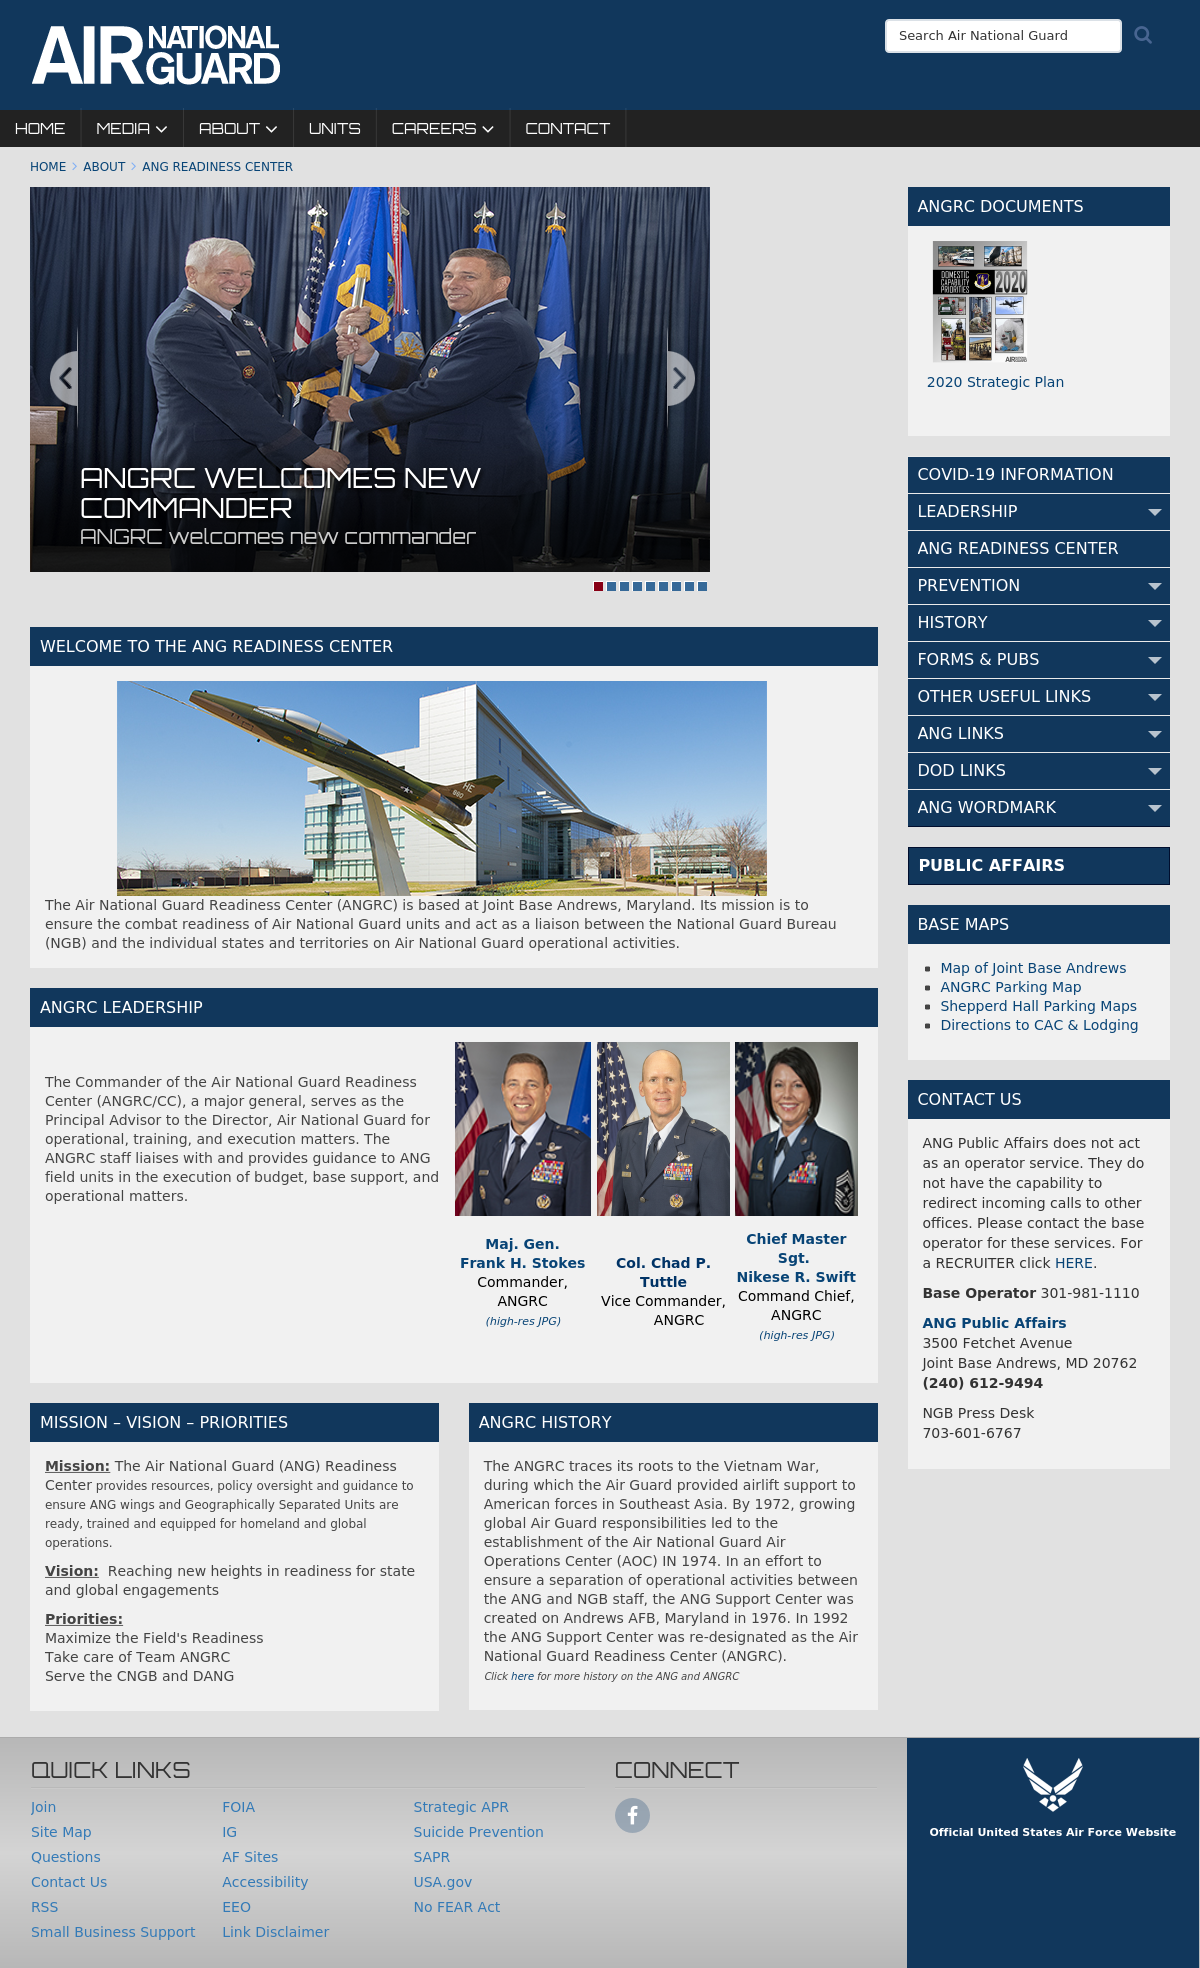 AIR NATIONAL GUARD
Search Air National Guard
HOME
MEDIA
ABOUT
UNITS
CAREERS
CONTACT
HOME
ABOUT
ANG READINESS CENTER
ANGRC WELCOMES NEW
COMMANDER
ANGRC welcomes new commander
WELCOME TO THE ANG READINESS CENTER
HE
The Air National Guard Readiness Center (ANGRC) is based at Joint Base Andrews, Maryland. Its mission is to
ensure the combat readiness of Air National Guard units and act as a liaison between the National Guard Bureau
(NGB) and the individual states and territories on Air National Guard operational activities.
ANGRC LEADERSHIP
The Commander of the Air National Guard Readiness
Center (ANGRC/CC), a major general, serves as the
Principal Advisor to the Director, Air National Guard for
operational, training, and execution matters. The
ANGRC staff liaises with and provides guidance to ANG
field units in the execution of budget, base support, and
operational matters.
Maj. Gen.
Frank H. Stokes
Commander,
ANGRC
(high-res JPG)
Col. Chad P.
Tuttle
Vice Commander,
ANGRC
Chief Master
Sgt.
Nikese R. Swift
Command Chief,
ANGRC
(high-res JPG)
MISSION – VISION – PRIORITIES
Mission: The Air National Guard (ANG) Readiness
Center provides resources, policy oversight and guidance to
ensure ANG wings and Geographically Separated Units are
ready, trained and equipped for homeland and global
operations.
Vision:  Reaching new heights in readiness for state
and global engagements
Priorities:
Maximize the Field's Readiness
Take care of Team ANGRC
Serve the CNGB and DANG
ANGRC HISTORY
The ANGRC traces its roots to the Vietnam War,
during which the Air Guard provided airlift support to
American forces in Southeast Asia. By 1972, growing
global Air Guard responsibilities led to the
establishment of the Air National Guard Air
Operations Center (AOC) IN 1974. In an effort to
ensure a separation of operational activities between
the ANG and NGB staff, the ANG Support Center was
created on Andrews AFB, Maryland in 1976. In 1992
the ANG Support Center was re-designated as the Air
National Guard Readiness Center (ANGRC).
Click here for more history on the ANG and ANGRC
ANGRC DOCUMENTS
DOMESTIC
CAPABILITY
PRIORITIES
2020
2020 Strategic Plan
COVID-19 INFORMATION
LEADERSHIP
ANG READINESS CENTER
PREVENTION
HISTORY
FORMS & PUBS
OTHER USEFUL LINKS
ANG LINKS
DOD LINKS
ANG WORDMARK
PUBLIC AFFAIRS
BASE MAPS
Map of Joint Base Andrews
ANGRC Parking Map
Shepperd Hall Parking Maps
Directions to CAC & Lodging
CONTACT US
ANG Public Affairs does not act
as an operator service. They do
not have the capability to
redirect incoming calls to other
offices. Please contact the base
operator for these services. For
a RECRUITER click HERE.
Base Operator 301-981-1110
ANG Public Affairs
3500 Fetchet Avenue
Joint Base Andrews, MD 20762
(240) 612-9494
NGB Press Desk
703-601-6767
QUICK LINKS
Join
Site Map
Questions
Contact Us
RSS
Small Business Support
FOIA
IG
AF Sites
Accessibility
EEO
Link Disclaimer
Strategic APR
Suicide Prevention
SAPR
USA.gov
No FEAR Act
CONNECT
Official United States Air Force Website